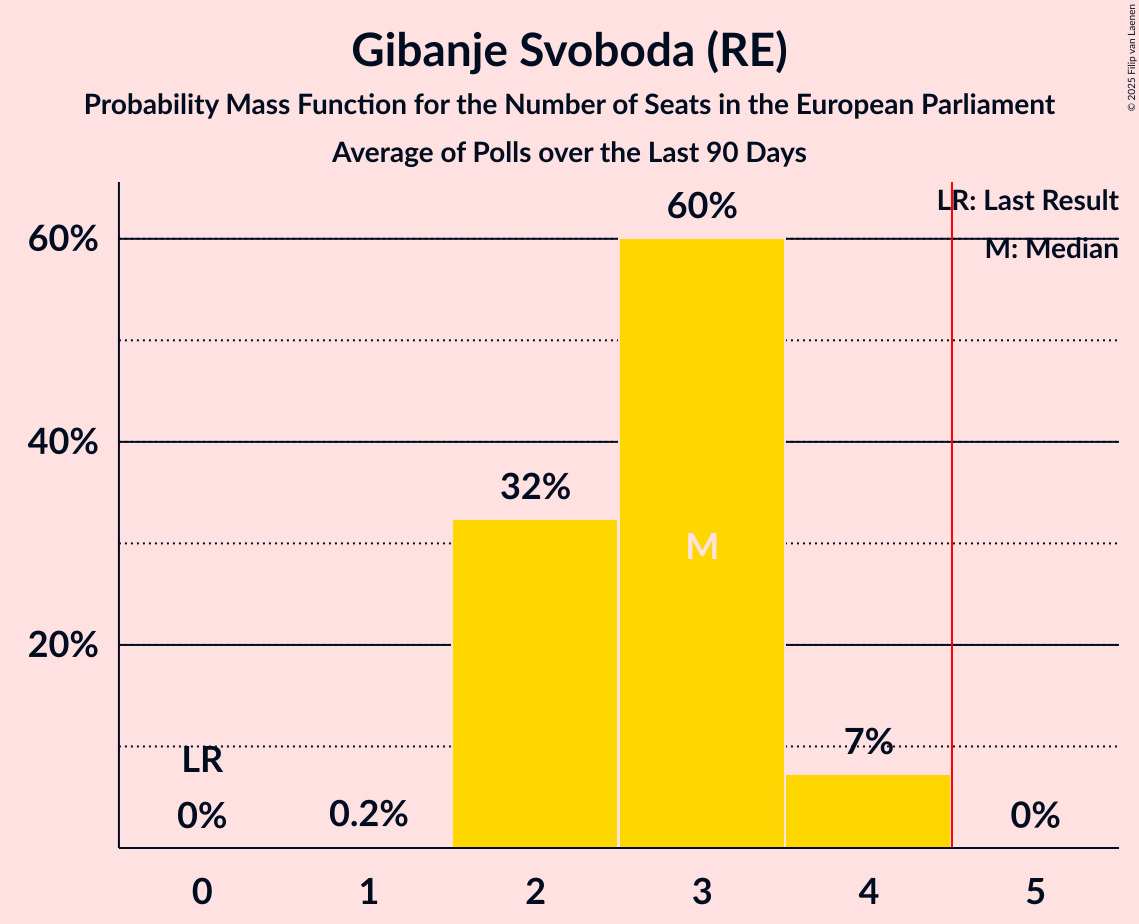 Gibanje Svoboda (RE)
Probability Mass Function for the Number of Seats in the European Parliament
Average of Polls over the Last 90 Days
© 2025 Filip van Laenen
LR: Last Result
M: Median
60%
40%
20%
60%
32%
M
7%
LR
0%
0.2%
0%
0 1 2 3 4 5